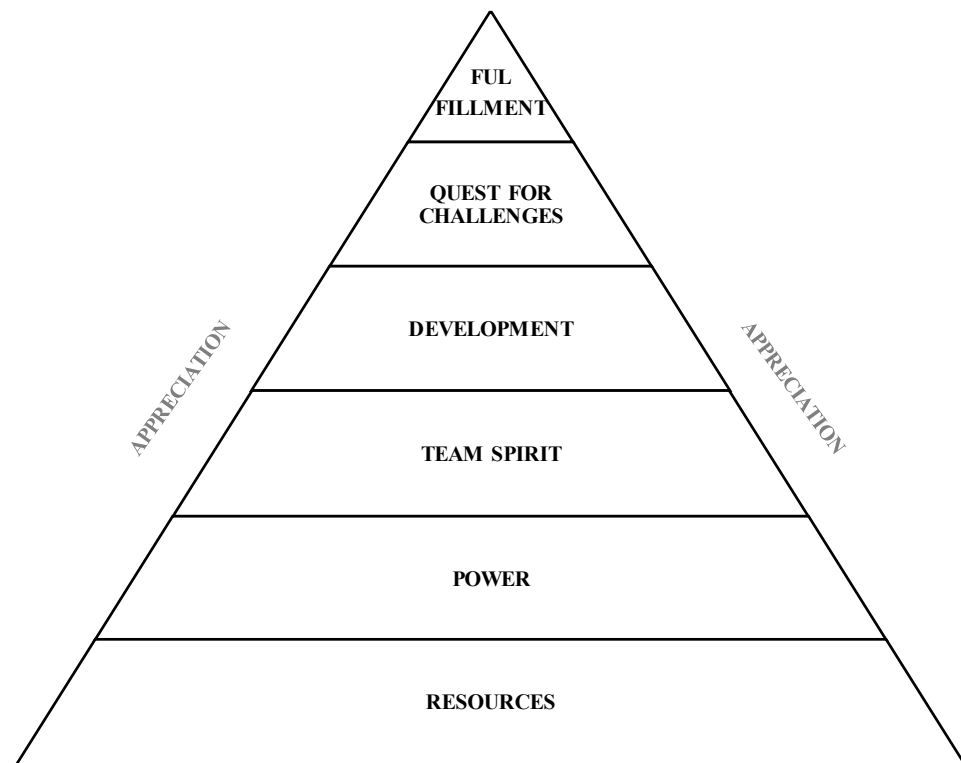 FUL
FILLMENT
QUEST FOR
CHALLENGES
DEVELOPMENT
APPRECIATION
APPRECIATION
TEAM SPIRIT
POWER
RESOURCES